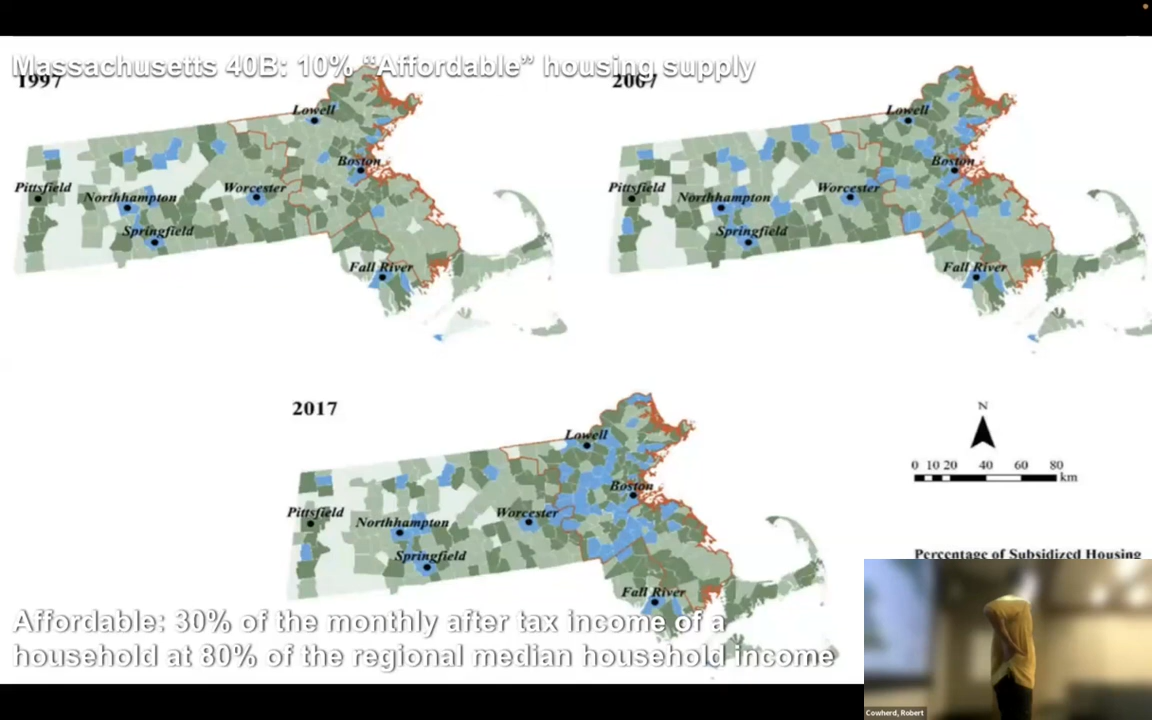 Massachusetts 40B: 10% “Affordable” housing supply
1997
2007
Lowell
Boston
Pittsfield
Worcester
Northhampton
Springfield
Fall River
Lowell
Boston
Pittsfield
Worcester
Northhampton
Springfield
Fall River
2017
Lowell
Boston
Pittsfield
Worcester
Northhampton
Springfield
Fall River
N
0 10 20 40 60 80
km
Percentage of Subsidized Housing
Affordable: 30% of the monthly after tax income of a
household at 80% of the regional median household income
Cowherd, Robert